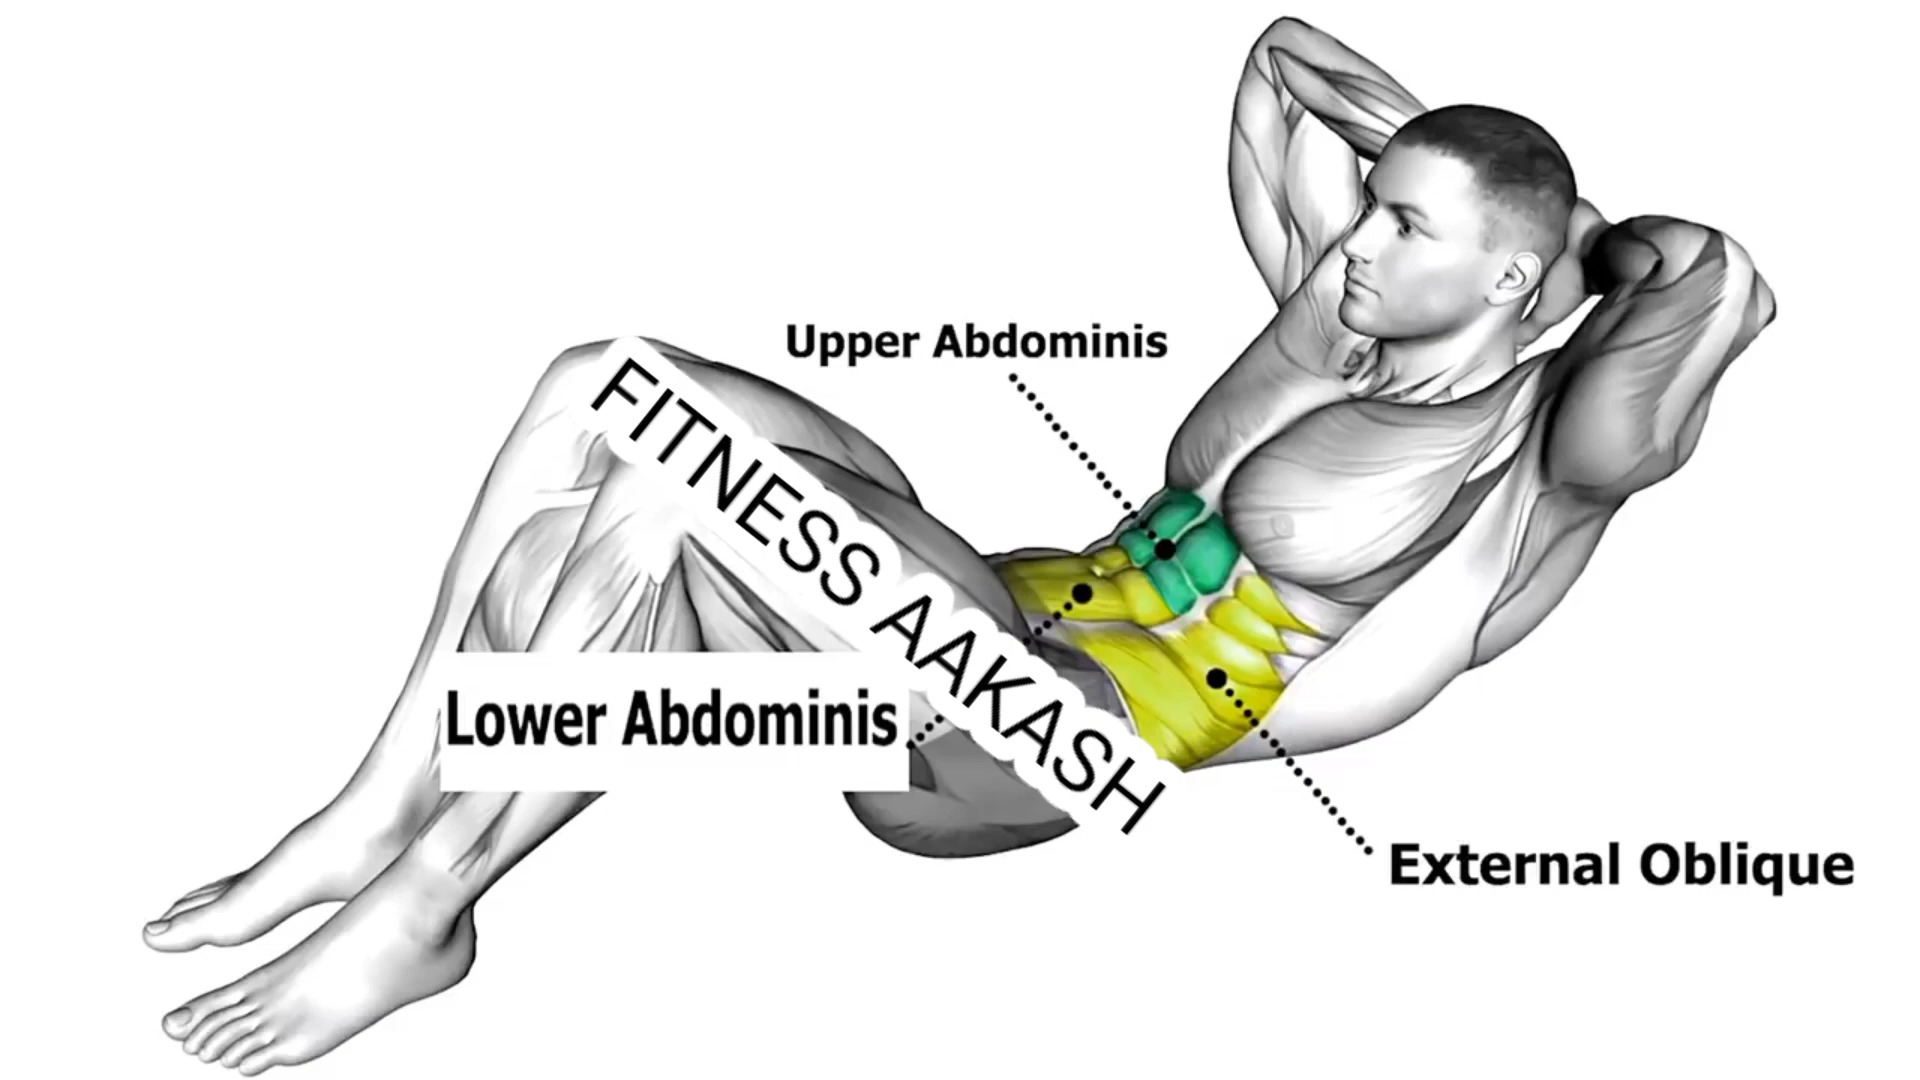 Upper Abdominis
FITNESS AAKASH
Lower Abdominis
External Oblique